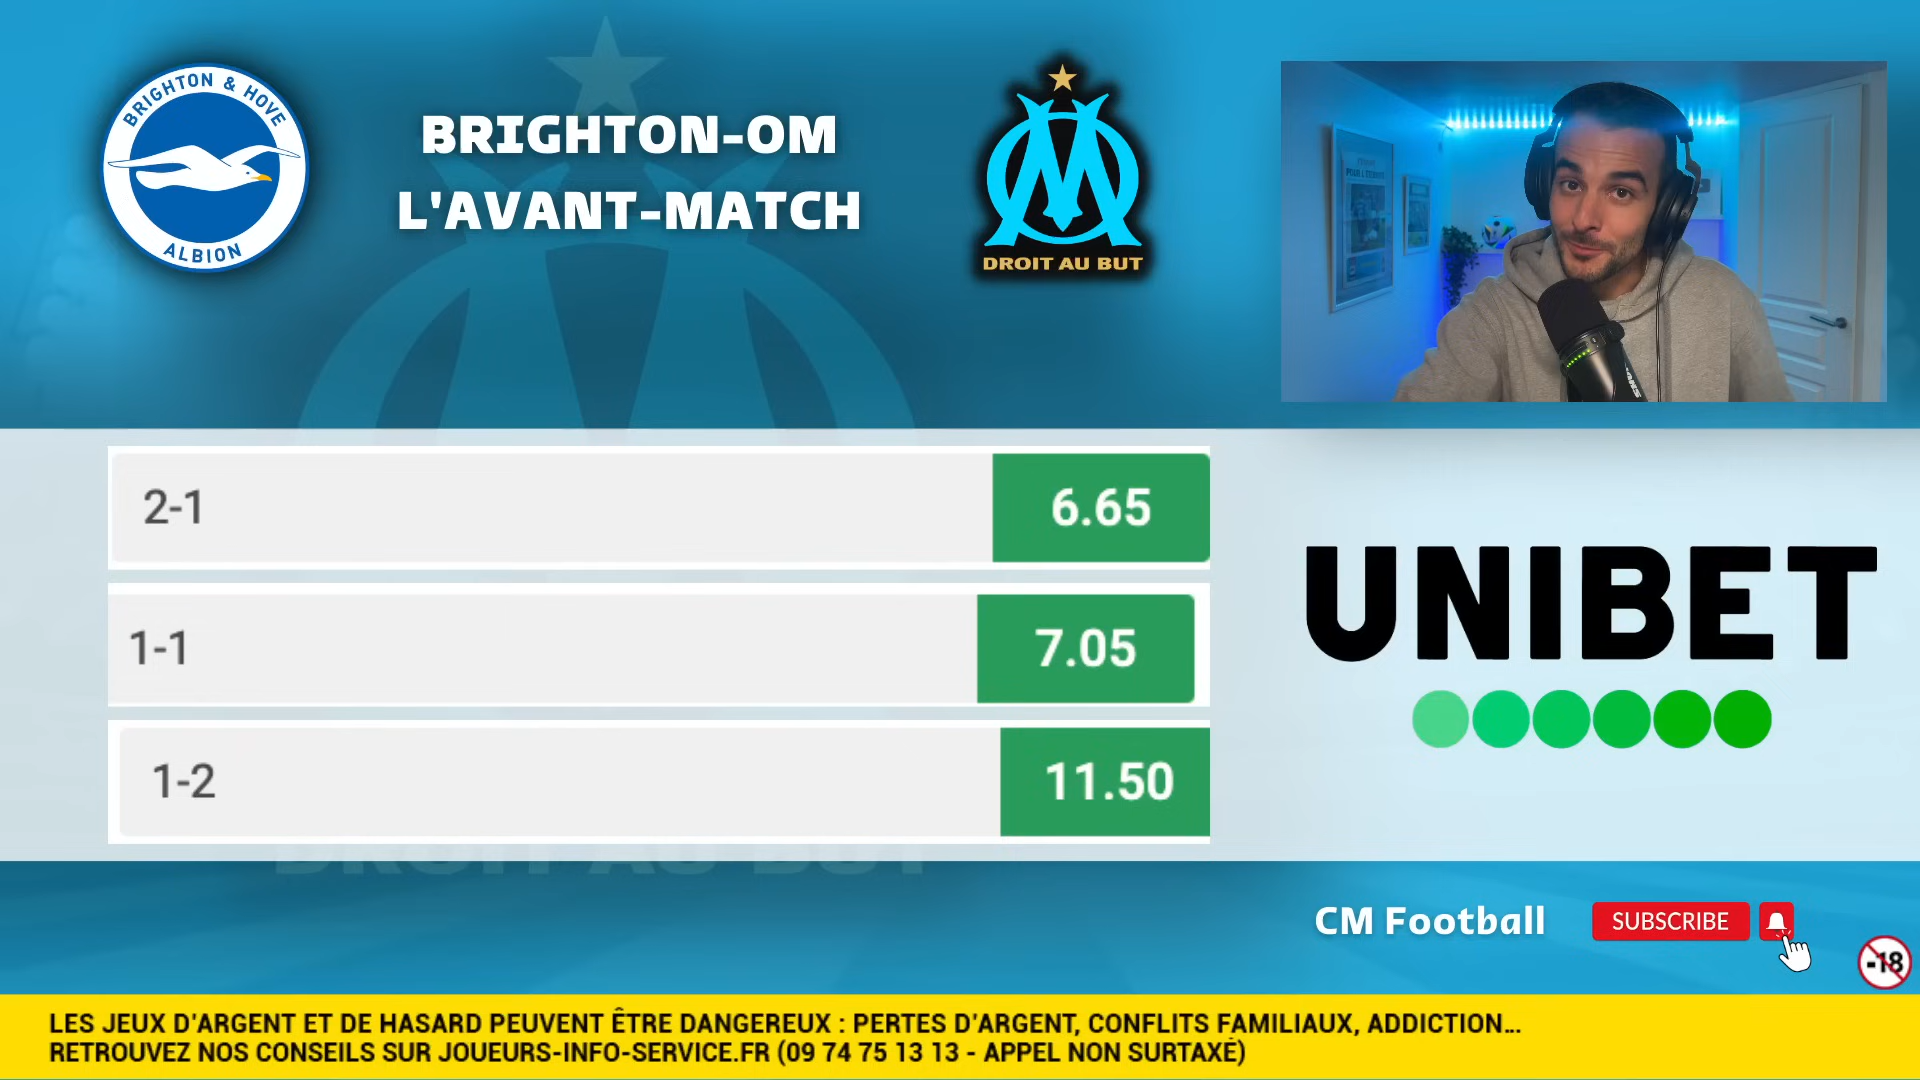 BRIGHTON & HOVE
ALBION
BRIGHTON-OM
L'AVANT-MATCH
DROIT AU BUT
2-1
6.65
1-1
7.05
1-2
11.50
UNIBET
DROIT AU BUT
CM Football
SUBSCRIBE
-18
LES JEUX D'ARGENT ET DE HASARD PEUVENT ÊTRE DANGEREUX : PERTES D'ARGENT, CONFLITS FAMILIAUX, ADDICTION...
RETROUVEZ NOS CONSEILS SUR JOUEURS-INFO-SERVICE.FR (09 74 75 13 13 - APPEL NON SURTAXÉ)